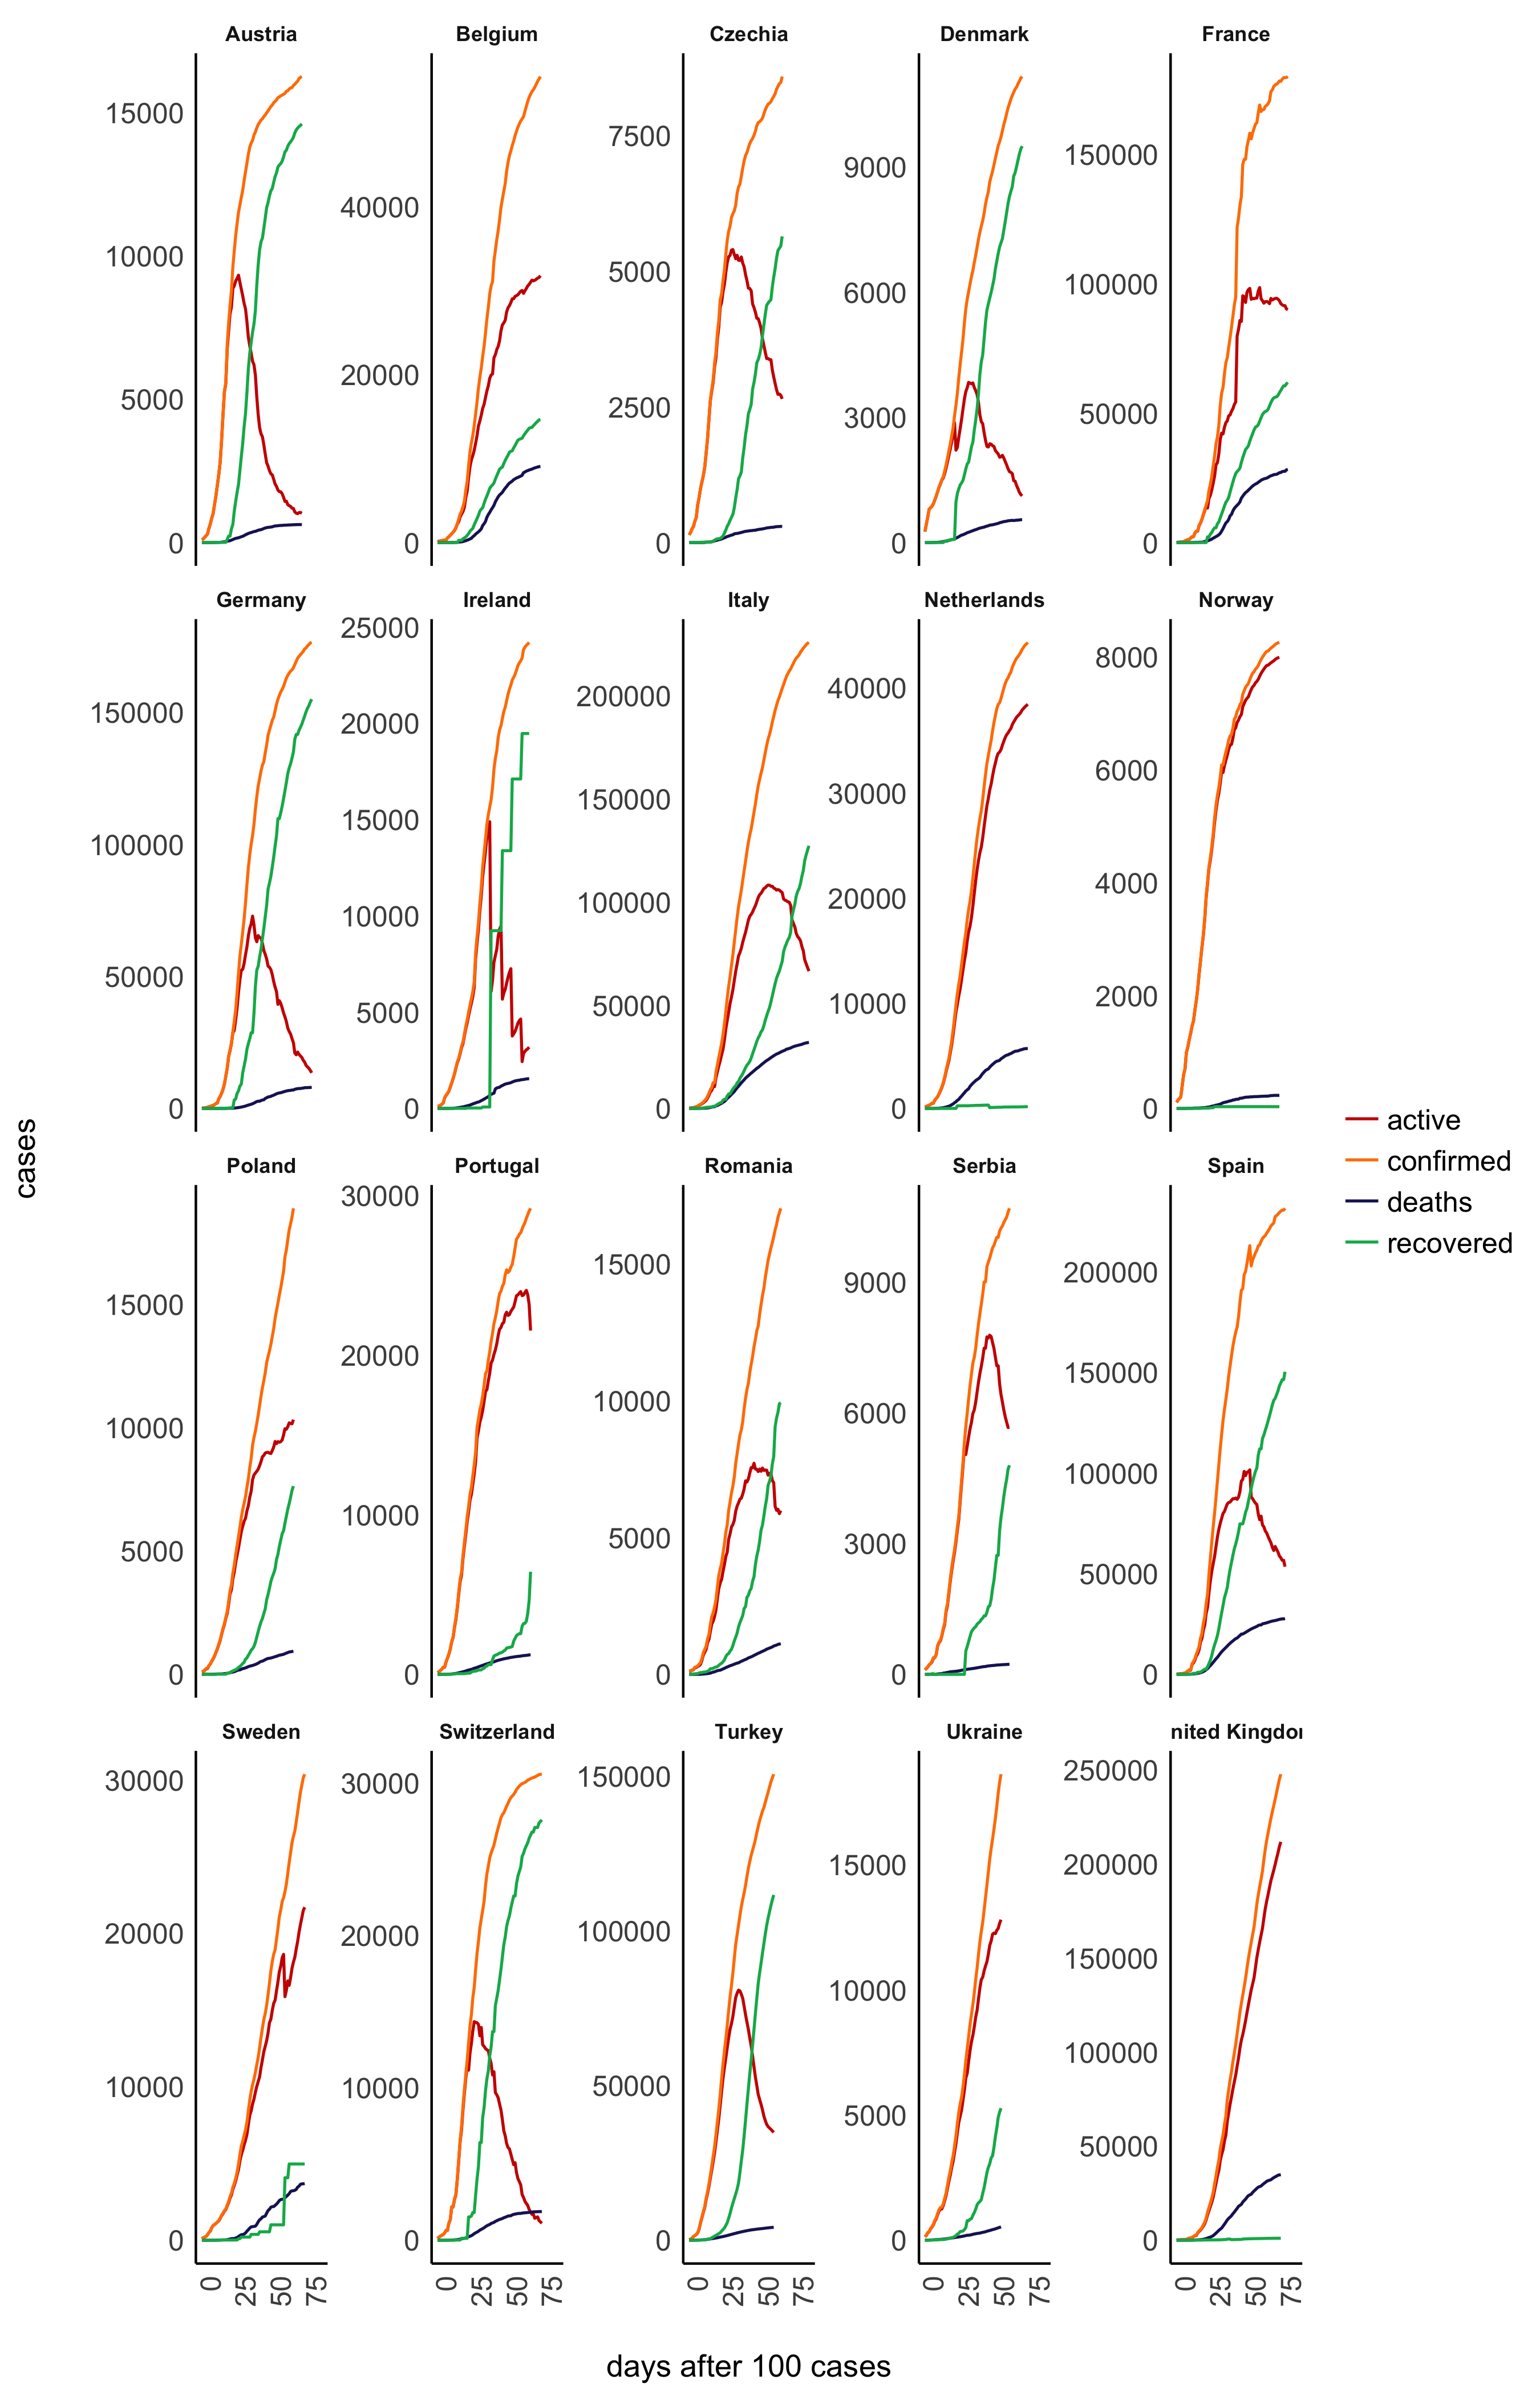 Austria Belgium Czechia Denmark France
15000 10000 5000 0
40000 20000 0
7500 5000 2500 0
9000 6000 3000 0
150000 100000 50000 0
Germany Ireland Italy Netherlands Norway
150000 100000 50000 0
25000 20000 15000 10000 5000 0
200000 150000 100000 50000 0
40000 30000 20000 10000 0
8000 6000 4000 2000 0
cases
active
confirmed
deaths
recovered
Poland Portugal Romania Serbia Spain
15000 10000 5000 0
30000 20000 10000 0
15000 10000 5000 0
9000 6000 3000 0
200000 150000 100000 50000 0
Sweden Switzerland Turkey Ukraine nited Kingdo
30000 20000 10000 0
30000 20000 10000 0
150000 100000 50000 0
15000 10000 5000 0
250000 200000 150000 100000 50000 0
0 25 50 75 0 25 50 75 0 25 50 75 0 25 50 75 0 25 50 75
days after 100 cases